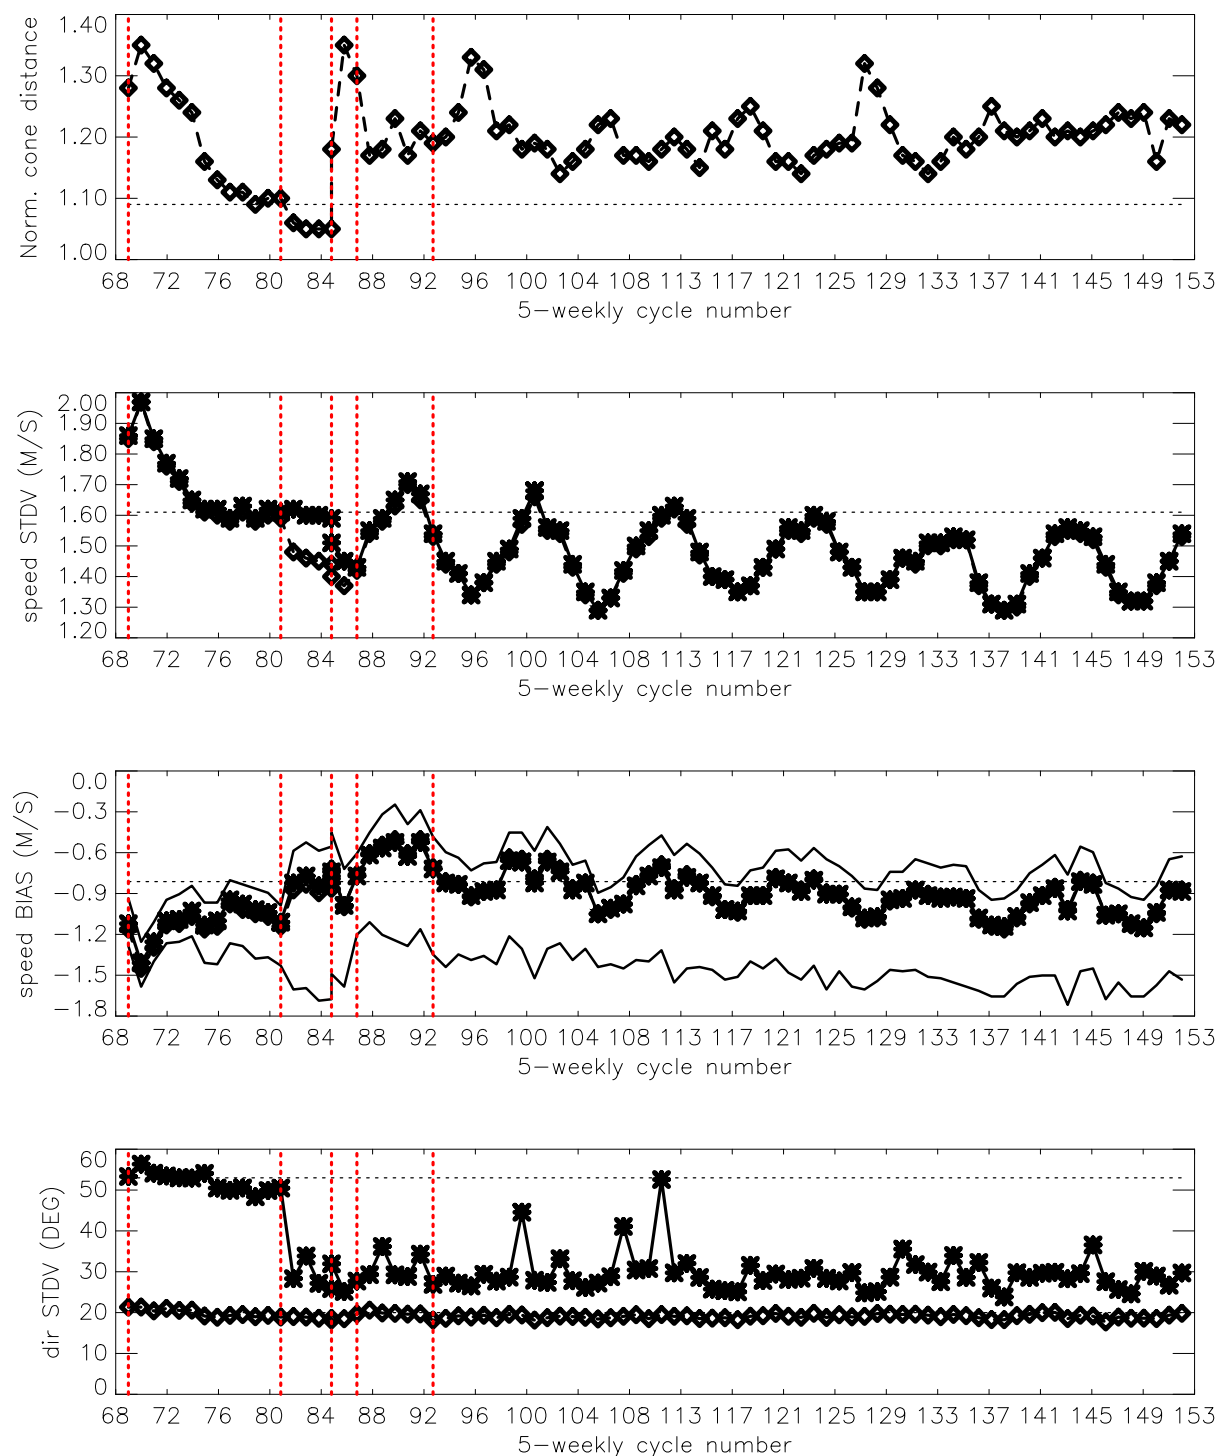 Norm. cone distance
1.40
1.30
1.20
1.10
1.00
68 72 76 80 84 88 92 96 100 104 108 113 117 121 125 129 133 137 141 145 149 153
5-weekly cycle number
speed STDV (M/S)
2.00
1.90
1.80
1.70
1.60
1.50
1.40
1.30
1.20
68 72 76 80 84 88 92 96 100 104 108 113 117 121 125 129 133 137 141 145 149 153
5-weekly cycle number
speed BIAS (M/S)
0.0
-0.3
-0.6
-0.9
-1.2
-1.5
-1.8
68 72 76 80 84 88 92 96 100 104 108 113 117 121 125 129 133 137 141 145 149 153
5-weekly cycle number
dir STDV (DEG)
60
50
40
30
20
10
0
68 72 76 80 84 88 92 96 100 104 108 113 117 121 125 129 133 137 141 145 149 153
5-weekly cycle number